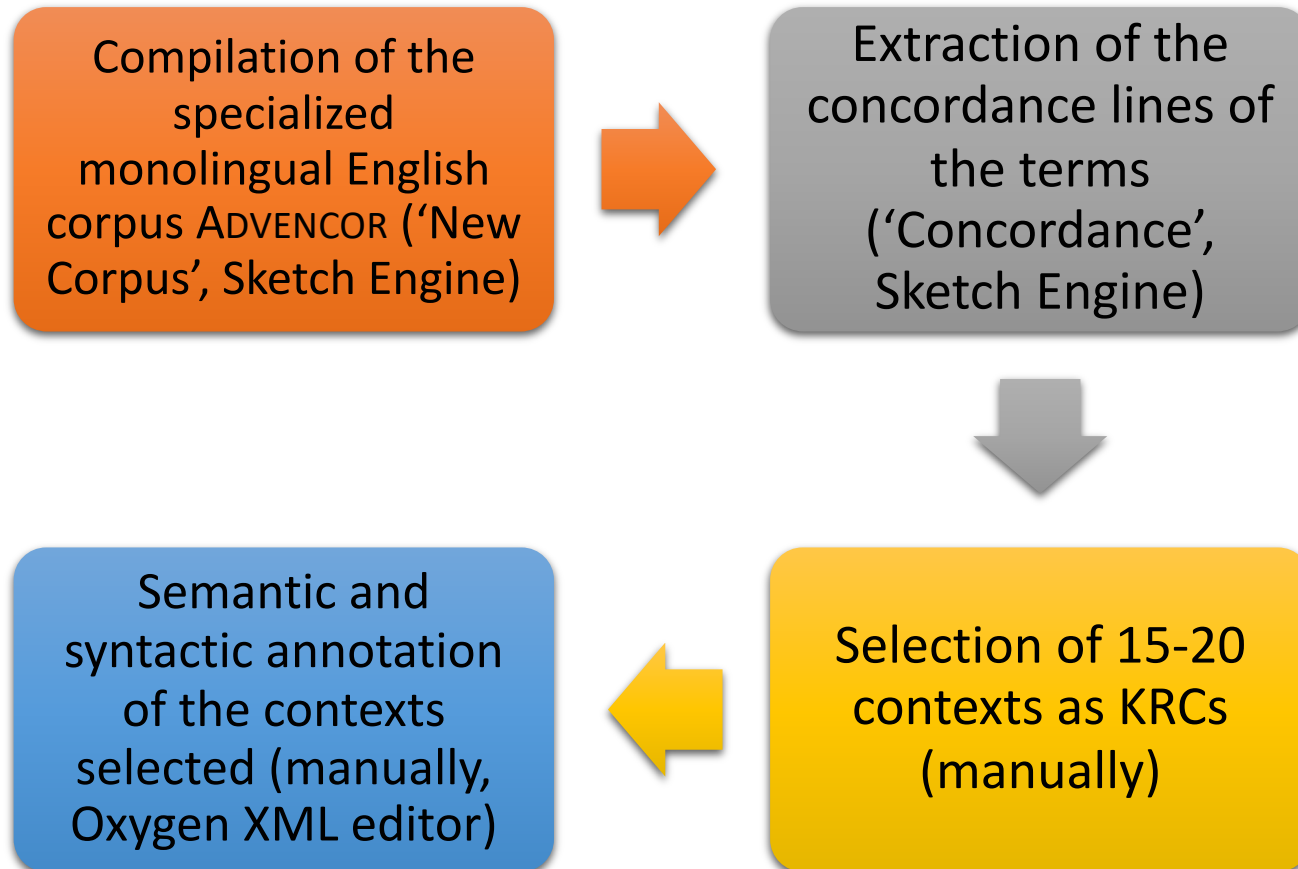 Compilation of the
specialized
monolingual English
corpus ADVENCOR (‘New
Corpus’, Sketch Engine)
Extraction of the
concordance lines of
the terms
(‘Concordance’,
Sketch Engine)
Selection of 15-20
contexts as KRCs
(manually)
Semantic and
syntactic annotation
of the contexts
selected (manually,
Oxygen XML editor)